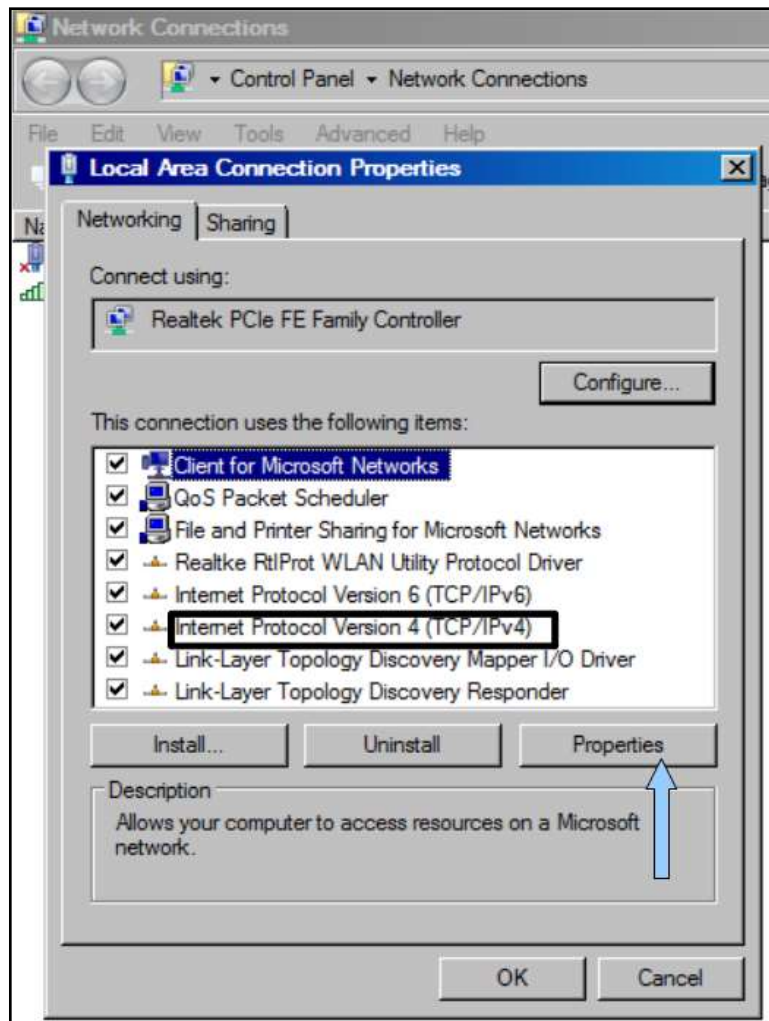 Network Connections
Control Panel Network Connections
File Edit View Tools Advanced Help
Local Area Connection Properties
Networking Sharing
Connect using:
Realtek PCIe FE Family Controller
Configure...
This connection uses the following items:
Client for Microsoft Networks
QoS Packet Scheduler
File and Printer Sharing for Microsoft Networks
Realtke RtlProt WLAN Utility Protocol Driver
Internet Protocol Version 6 (TCP/IPv6)
Internet Protocol Version 4 (TCP/IPv4)
Link-Layer Topology Discovery Mapper I/O Driver
Link-Layer Topology Discovery Responder
Install... Uninstall Properties
Description
Allows your computer to access resources on a Microsoft
network.
OK Cancel